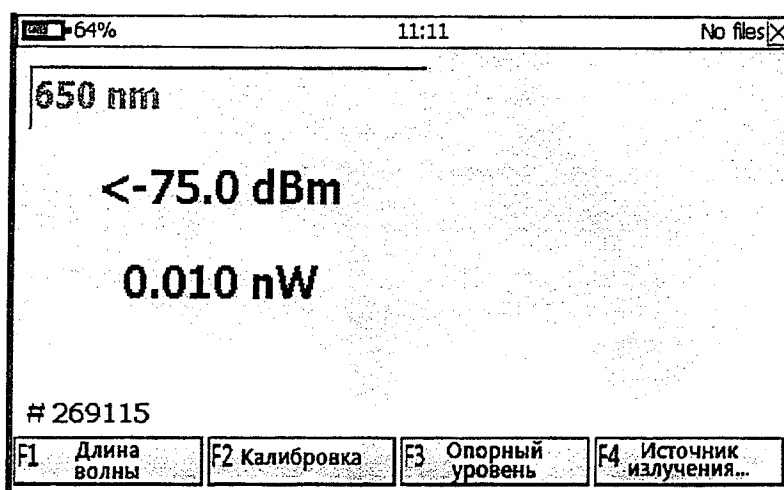 64% 11:11 No files
650 nm
<-75.0 dBm
0.010 nW
# 269115
F1 Длина волны F2 Калибровка F3 Опорный уровень F4 Источник излучения...